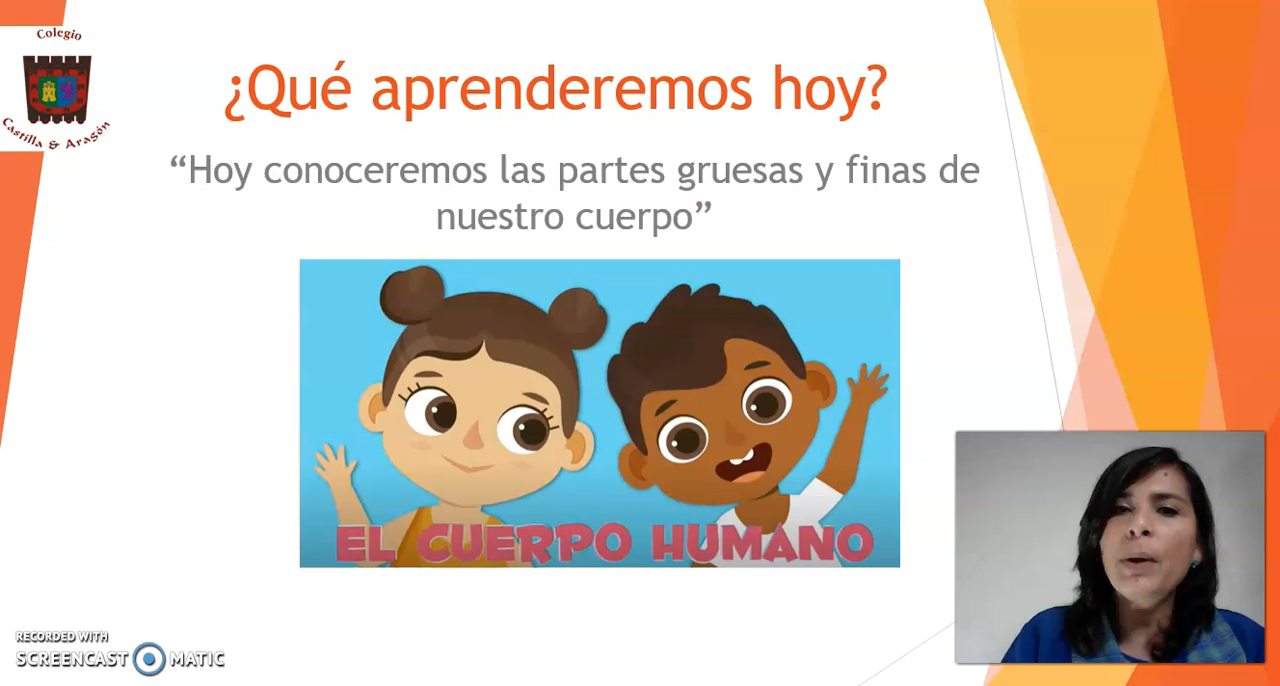 Colegio
Castilla & Aragón
¿Qué aprenderemos hoy?
“Hoy conoceremos las partes gruesas y finas de
nuestro cuerpo”
EL CUERPO HUMANO
RECORDED WITH
SCREENCAST MATIC